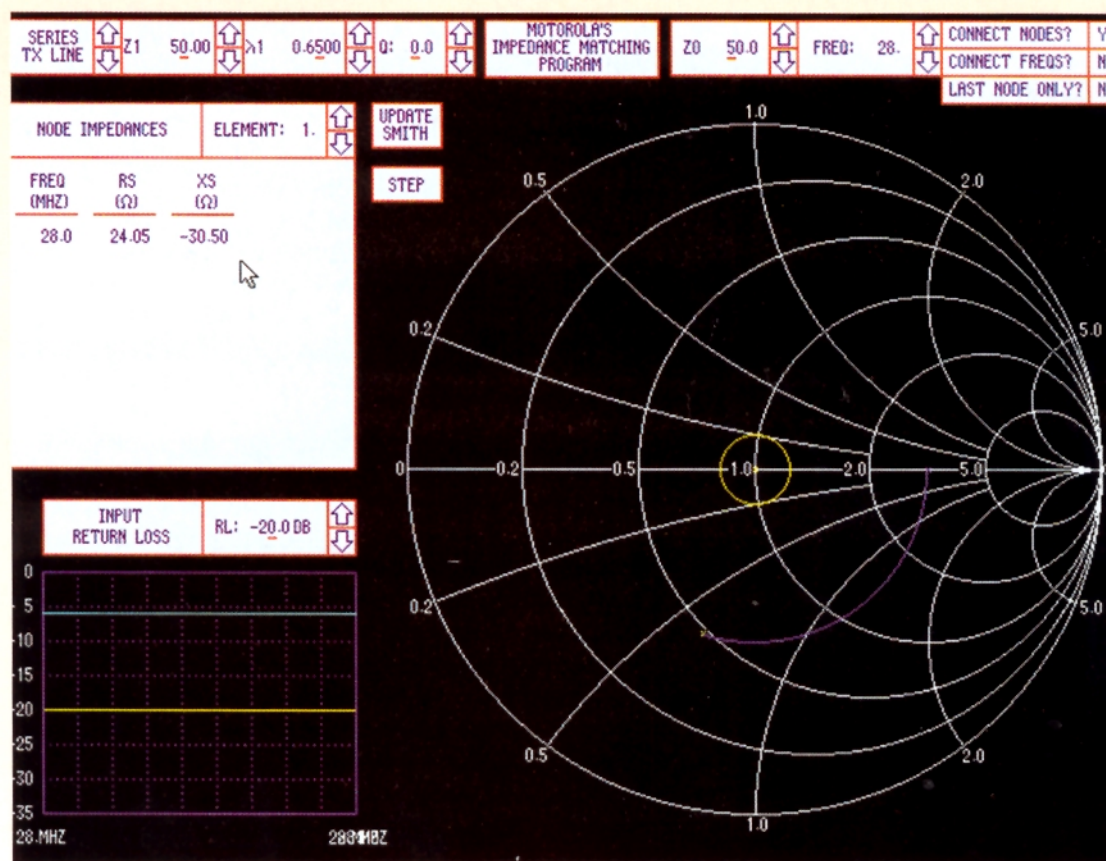 SERIES TX LINE
Z1 50.00
λ1 0.6500
Q: 0.0
MOTOROLA'S IMPEDANCE MATCHING PROGRAM
Z0 50.0
FREQ: 28.
CONNECT NODES? Y
CONNECT FREQS? N
LAST NODE ONLY? N
NODE IMPEDANCES
ELEMENT: 1.
UPDATE SMITH
STEP
FREQ (MHZ) RS (Ω) XS (Ω)
28.0 24.05 -30.50
1.0
0.5 2.0
0.2 5.0
0 0.2 0.5 1.0 2.0 5.0
0.2 5.0
0.5 2.0
1.0
INPUT RETURN LOSS
RL: -20.0 DB
0
-5
-10
-15
-20
-25
-30
-35
28.MHZ